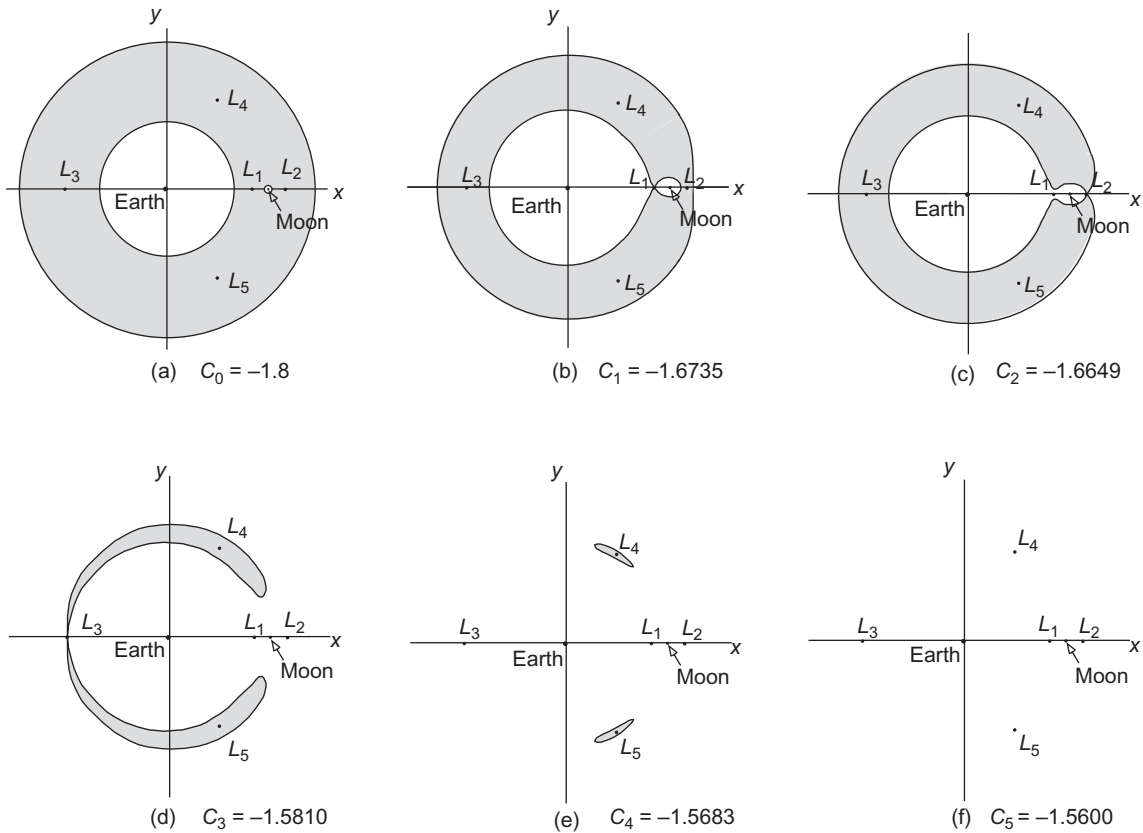 y
L4
L3
L1
L2
x
Earth
Moon
L5
(a) C0 = –1.8
y
L4
L3
L1
L2
x
Earth
Moon
L5
(b) C1 = –1.6735
y
L4
L3
L1
L2
x
Earth
Moon
L5
(c) C2 = –1.6649
y
L4
L3
L1
L2
x
Earth
Moon
L5
(d) C3 = –1.5810
y
L4
L3
L1
L2
x
Earth
Moon
L5
(e) C4 = –1.5683
y
L4
L3
L1
L2
x
Earth
Moon
L5
(f) C5 = –1.5600